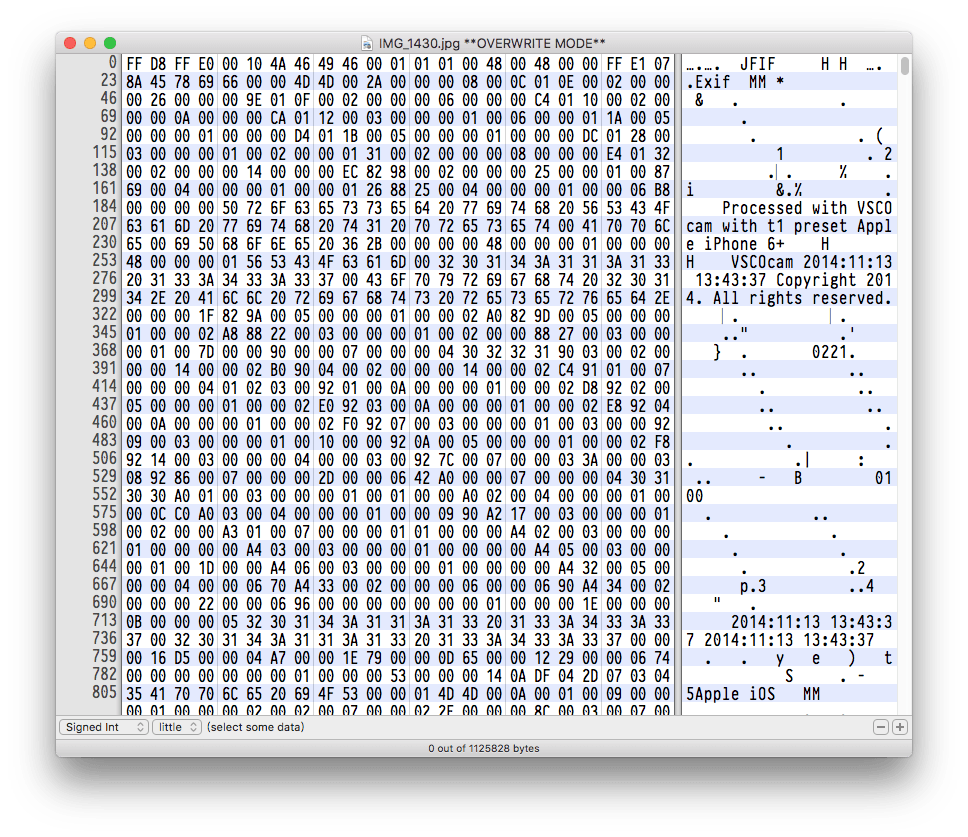 IMG_1430.jpg **OVERWRITE MODE**
0 FF D8 FF E0 00 10 4A 46 49 46 00 01 01 01 00 48 00 48 00 00 FF E1 07 ….…. JFIF H H ….
23 8A 45 78 69 66 00 00 4D 4D 00 2A 00 00 00 08 00 0C 01 0E 00 02 00 00 .Exif MM *
46 00 26 00 00 00 9E 01 0F 00 02 00 00 00 06 00 00 00 C4 01 10 00 02 00 & . .
69 00 00 0A 00 00 00 CA 01 12 00 03 00 00 00 01 00 06 00 00 01 1A 00 05 .
92 00 00 00 01 00 00 00 D4 01 1B 00 05 00 00 00 01 00 00 00 DC 01 28 00 . . (
115 03 00 00 00 01 00 02 00 00 01 31 00 02 00 00 00 08 00 00 00 E4 01 32 1 . 2
138 00 02 00 00 00 14 00 00 00 EC 82 98 00 02 00 00 00 25 00 00 01 00 87 . . % .
161 69 00 04 00 00 00 01 00 00 01 26 88 25 00 04 00 00 00 01 00 00 06 B8 i &.% .
184 00 00 00 00 50 72 6F 63 65 73 73 65 64 20 77 69 74 68 20 56 53 43 4F Processed with VSCO
207 63 61 6D 20 77 69 74 68 20 74 31 20 70 72 65 73 65 74 00 41 70 70 6C cam with t1 preset Appl
230 65 00 69 50 68 6F 6E 65 20 36 2B 00 00 00 00 48 00 00 00 01 00 00 00 e iPhone 6+ H
253 48 00 00 00 01 56 53 43 4F 63 61 6D 00 32 30 31 34 3A 31 31 3A 31 33 H VSCOcam 2014:11:13
276 20 31 33 3A 34 33 3A 33 37 00 43 6F 70 79 72 69 67 68 74 20 32 30 31 13:43:37 Copyright 201
299 34 2E 20 41 6C 6C 20 72 69 67 68 74 73 20 72 65 73 65 72 76 65 64 2E 4. All rights reserved.
322 00 00 00 1F 82 9A 00 05 00 00 00 01 00 00 02 A0 82 9D 00 05 00 00 00 . .
345 01 00 00 02 A8 88 22 00 03 00 00 00 01 00 02 00 00 88 27 00 03 00 00 .." .'
368 00 01 00 7D 00 00 90 00 00 07 00 00 00 04 30 32 32 31 90 03 00 02 00 } . 0221.
391 00 00 14 00 00 02 B0 90 04 00 02 00 00 00 14 00 00 02 C4 91 01 00 07 .. ..
414 00 00 00 04 01 02 03 00 92 01 00 0A 00 00 00 01 00 00 02 D8 92 02 00 . ..
437 05 00 00 00 01 00 00 02 E0 92 03 00 0A 00 00 00 01 00 00 02 E8 92 04 .. ..
460 00 0A 00 00 00 01 00 00 02 F0 92 07 00 03 00 00 00 01 00 03 00 00 92 .. .
483 09 00 03 00 00 00 01 00 10 00 00 92 0A 00 05 00 00 00 01 00 00 02 F8 . .
506 92 14 00 03 00 00 00 04 00 00 03 00 92 7C 00 07 00 00 03 3A 00 00 03 . .| :
529 08 92 86 00 07 00 00 00 2D 00 00 06 42 A0 00 00 07 00 00 00 04 30 31 .. - B 01
552 30 30 A0 01 00 03 00 00 00 01 00 01 00 00 A0 02 00 04 00 00 00 01 00 00
575 00 0C C0 A0 03 00 04 00 00 00 01 00 00 09 90 A2 17 00 03 00 00 00 01 . ..
598 00 02 00 00 A3 01 00 07 00 00 00 01 01 00 00 00 A4 02 00 03 00 00 00 . .
621 01 00 00 00 00 A4 03 00 03 00 00 00 01 00 00 00 00 A4 05 00 03 00 00 . .
644 00 01 00 1D 00 00 A4 06 00 03 00 00 00 01 00 00 00 00 A4 32 00 05 00 . .2
667 00 00 04 00 00 06 70 A4 33 00 02 00 00 00 06 00 00 06 90 A4 34 00 02 p.3 ..4
690 00 00 00 22 00 00 06 96 00 00 00 00 00 00 00 01 00 00 00 1E 00 00 00 " .
713 0B 00 00 00 05 32 30 31 34 3A 31 31 3A 31 33 20 31 33 3A 34 33 3A 33 2014:11:13 13:43:3
736 37 00 32 30 31 34 3A 31 31 3A 31 33 20 31 33 3A 34 33 3A 33 37 00 00 7 2014:11:13 13:43:37
759 00 16 D5 00 00 04 A7 00 00 1E 79 00 00 0D 65 00 00 12 29 00 00 06 74 . . y e ) t
782 00 00 00 00 00 00 00 01 00 00 00 53 00 00 00 14 0A DF 04 2D 07 03 04 S .-
805 35 41 70 70 6C 65 20 69 4F 53 00 00 01 4D 4D 00 0A 00 01 00 09 00 00 5Apple iOS MM
Signed Int little (select some data)
0 out of 1125828 bytes